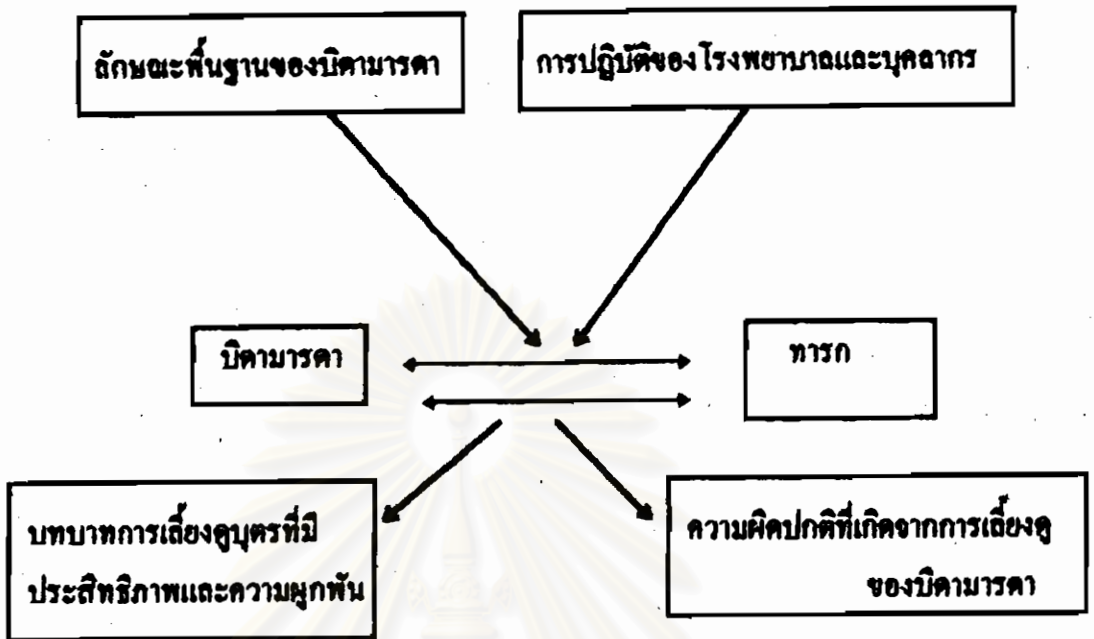 ลักษณะพื้นฐานของบิดามารดา
การปฏิบัติของโรงพยาบาลและบุคลากร
บิดามารดา
ทารก
บทบาทการเลี้ยงดูบุตรที่มี
ประสิทธิภาพและความผูกพัน
ความผิดปกติที่เกิดจากการเลี้ยงดู
ของบิดามารดา